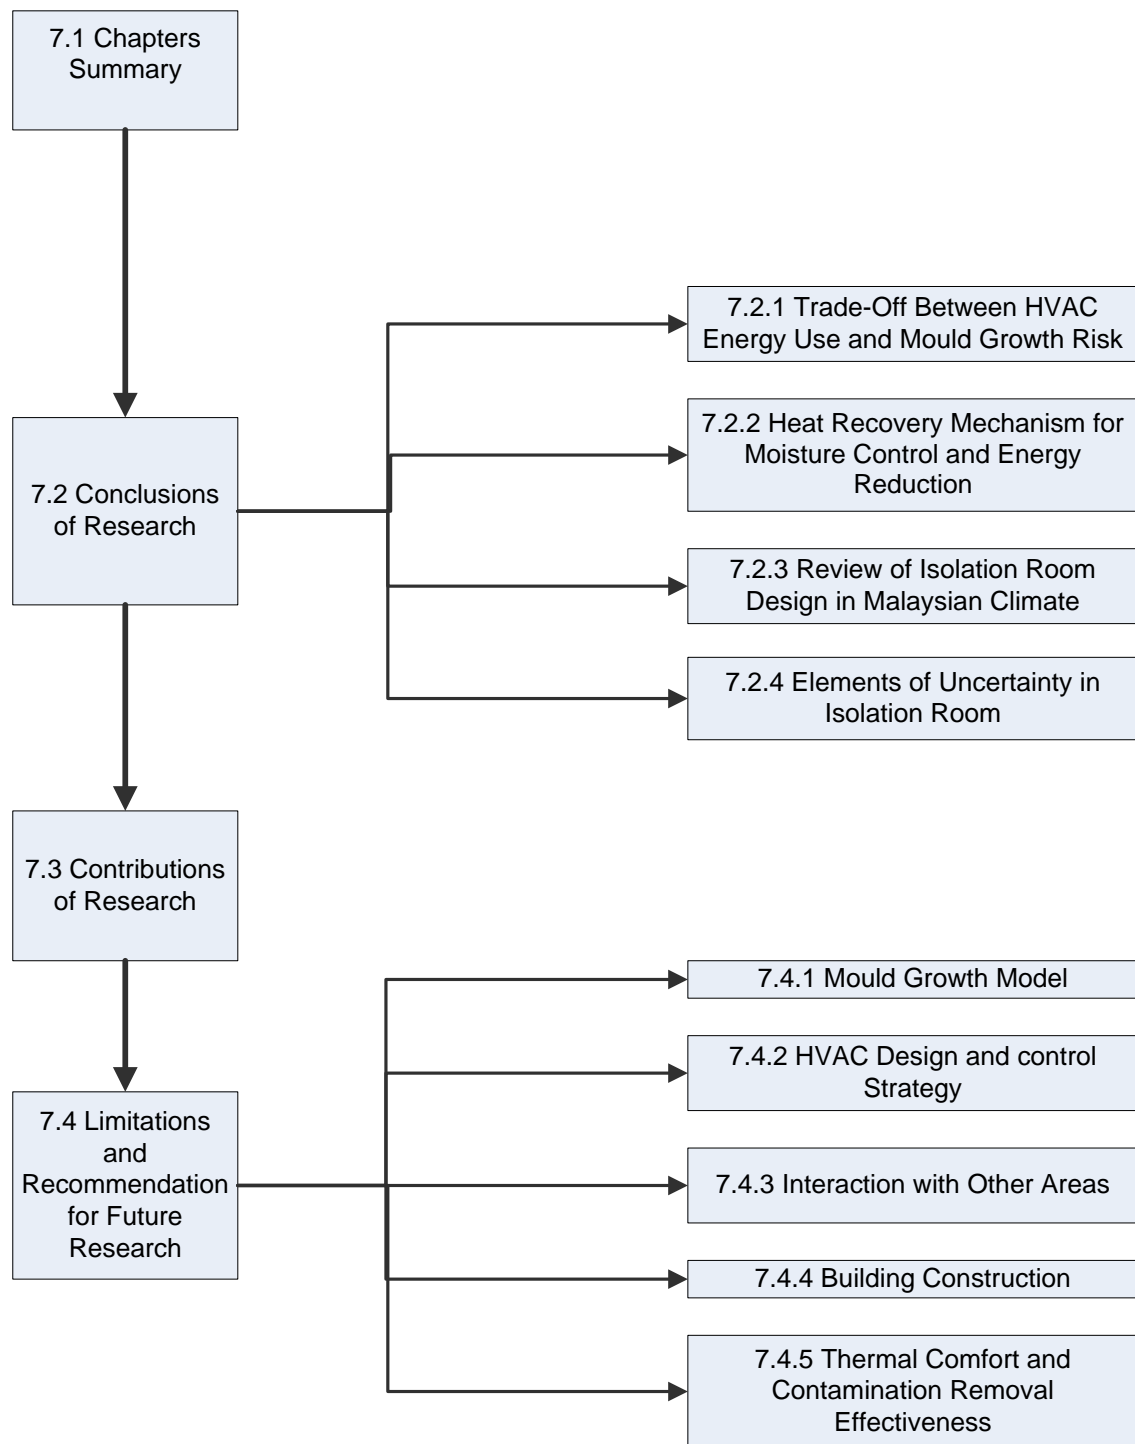 7.1 Chapters
Summary
7.2 Conclusions
of Research
7.2.1 Trade-Off Between HVAC
Energy Use and Mould Growth Risk
7.2.2 Heat Recovery Mechanism for
Moisture Control and Energy
Reduction
7.2.3 Review of Isolation Room
Design in Malaysian Climate
7.2.4 Elements of Uncertainty in
Isolation Room
7.3 Contributions
of Research
7.4 Limitations
and
Recommendation
for Future
Research
7.4.1 Mould Growth Model
7.4.2 HVAC Design and control
Strategy
7.4.3 Interaction with Other Areas
7.4.4 Building Construction
7.4.5 Thermal Comfort and
Contamination Removal
Effectiveness